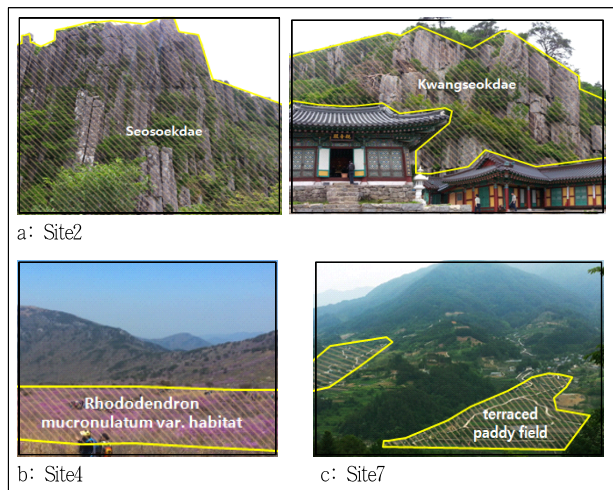 Seosoekdae
Kwangseokdae
a: Site2
Rhododendron
mucronulatum var. habitat
terraced
paddy field
b: Site4
c: Site7